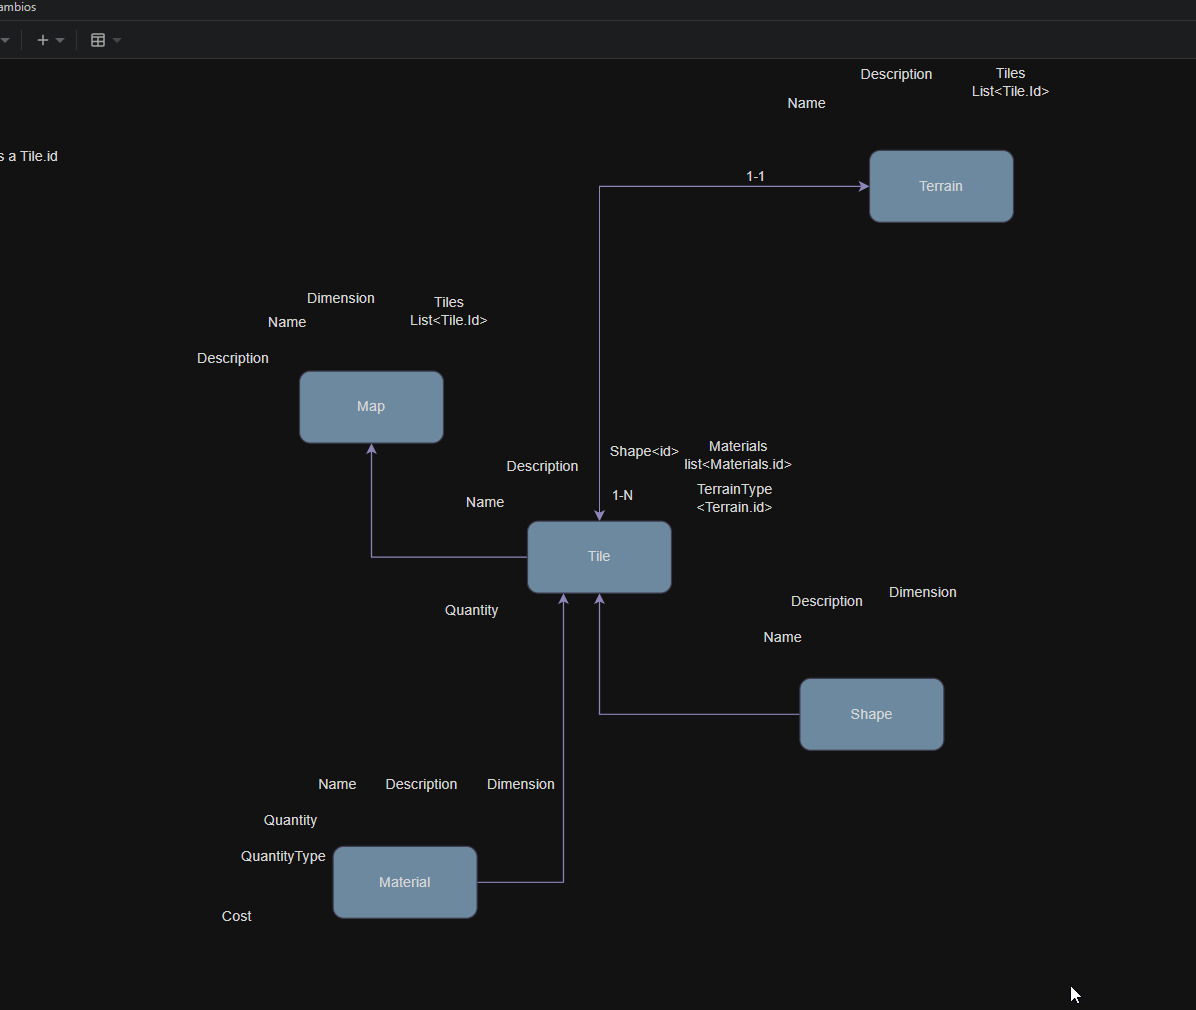 ambios
Description
Tiles
List<Tile.Id>
Name
s a Tile.id
1-1
Terrain
Dimension
Tiles
List<Tile.Id>
Name
Description
Map
Shape<id>
Materials
list<Materials.id>
Description
TerrainType
<Terrain.id>
1-N
Name
Tile
Quantity
Description
Dimension
Name
Shape
Name
Description
Dimension
Quantity
QuantityType
Material
Cost